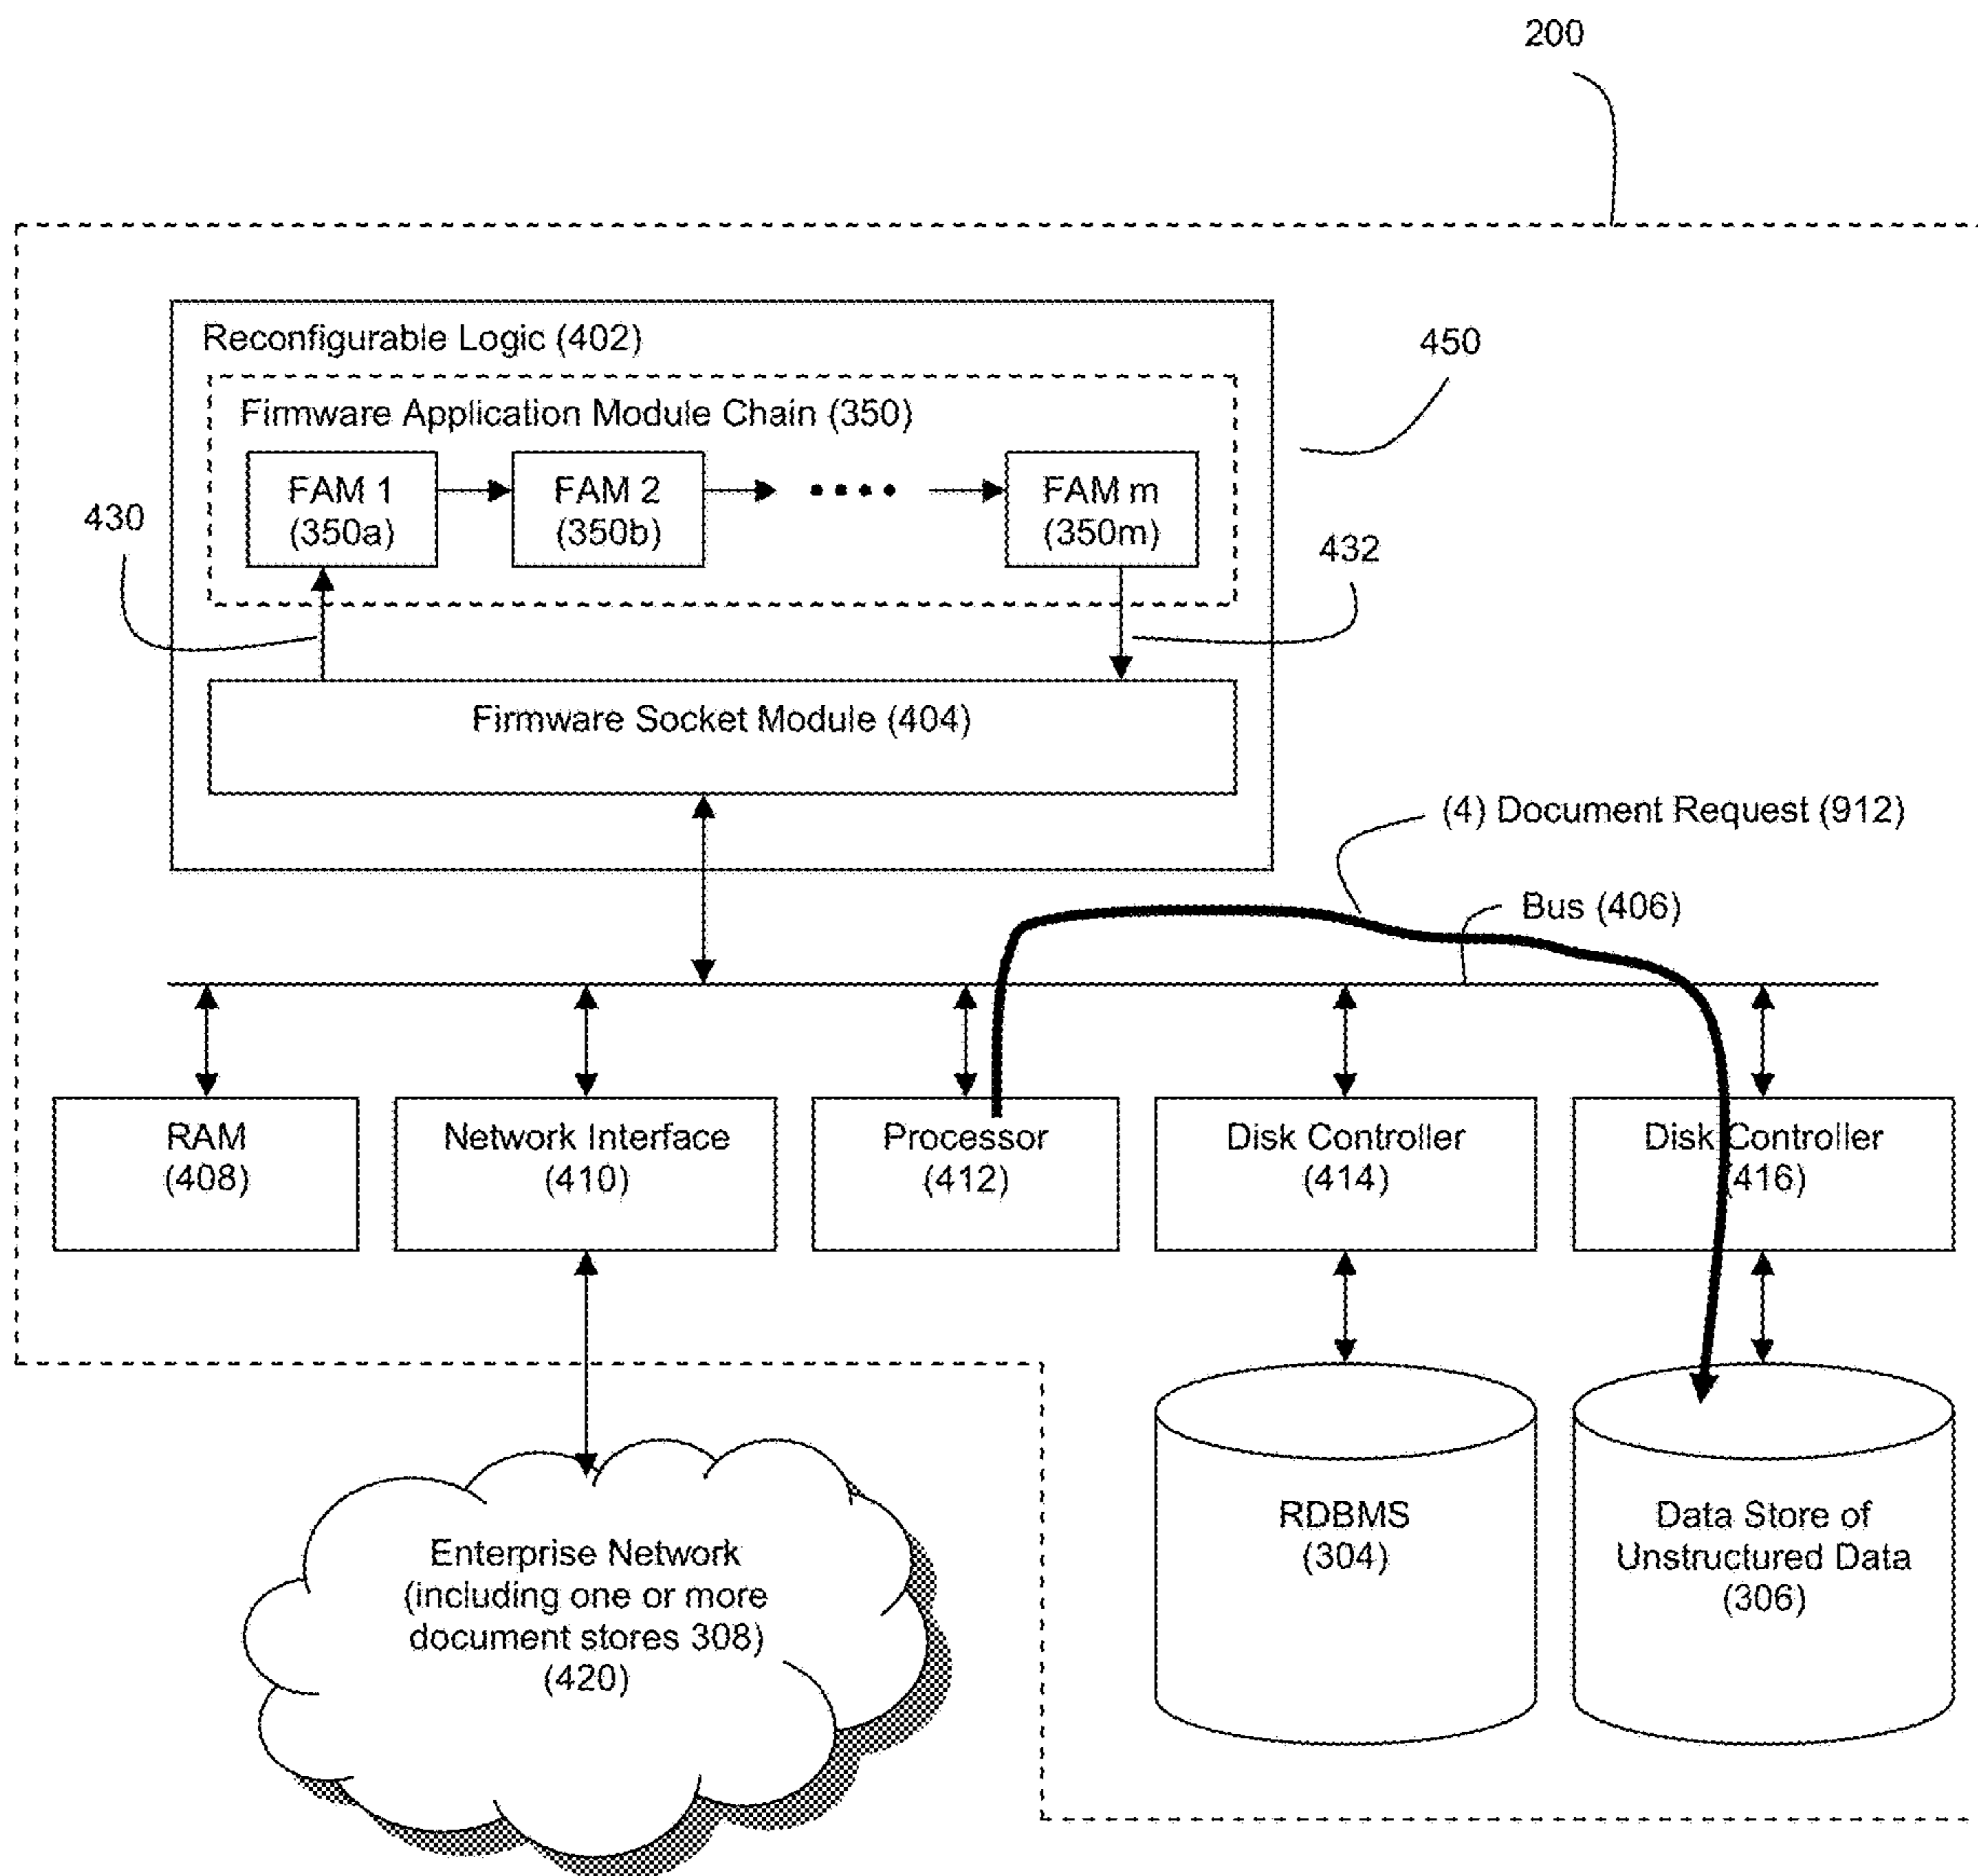 200
Reconfigurable Logic (402)
450
Firmware Application Module Chain (350)
FAM 1
(350a)
FAM 2
(350b)
FAM m
(350m)
430
432
Firmware Socket Module (404)
(4) Document Request (912)
Bus (406)
RAM
(408)
Network Interface
(410)
Processor
(412)
Disk Controller
(414)
Disk Controller
(416)
Enterprise Network
(including one or more
document stores 308)
(420)
RDBMS
(304)
Data Store of
Unstructured Data
(306)